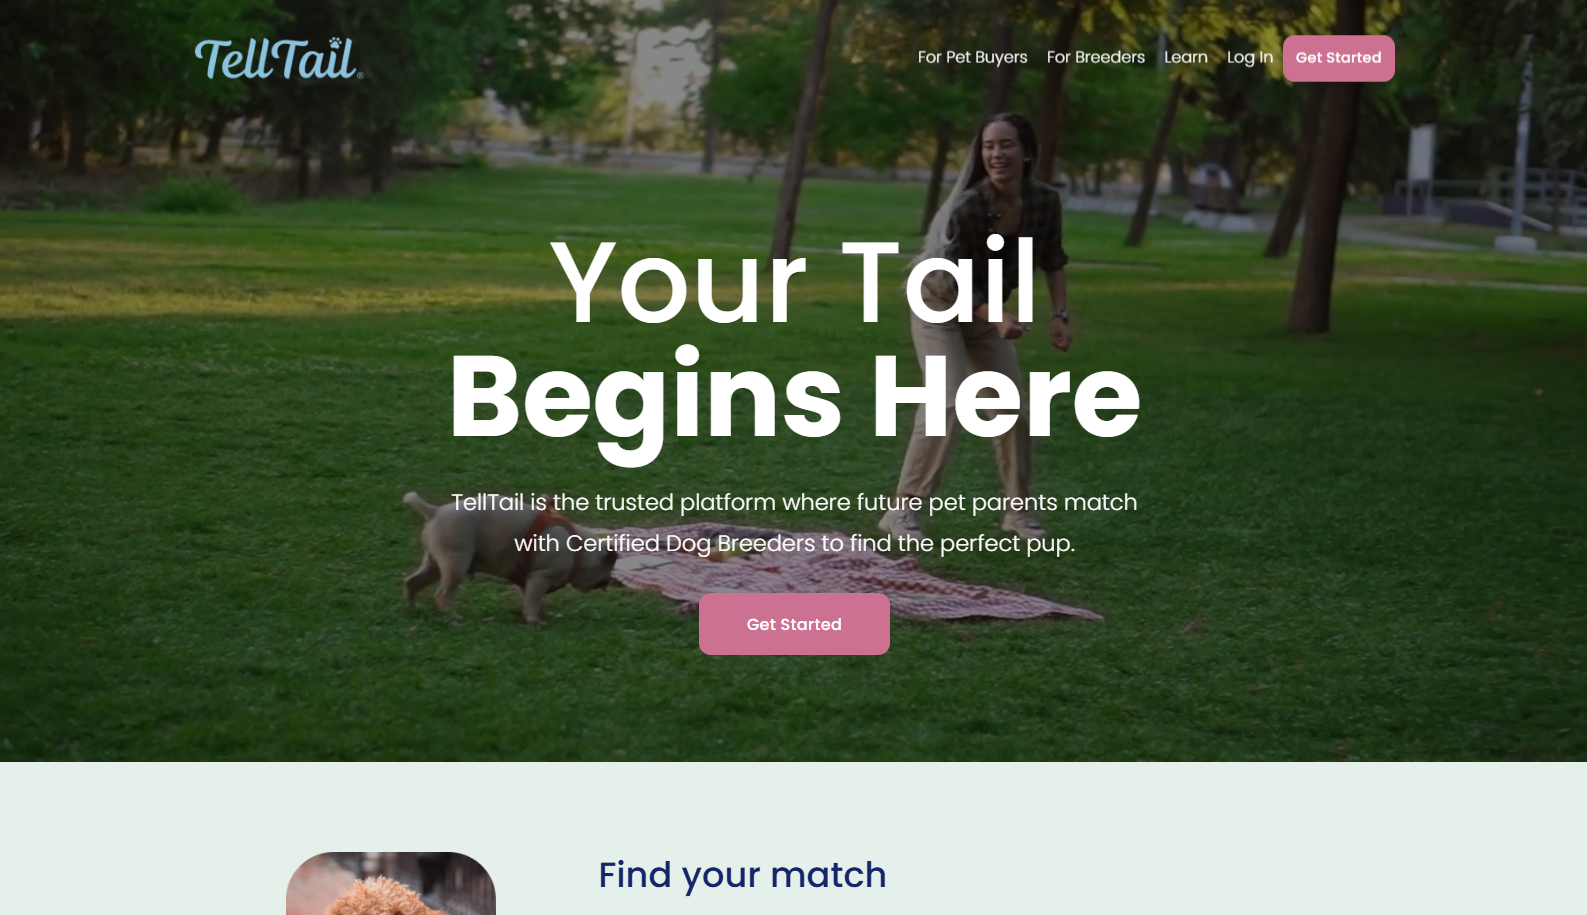 TellTail®
For Pet Buyers
For Breeders
Learn
Log In
Get Started
Your Tail
Begins Here
TellTail is the trusted platform where future pet parents match
with Certified Dog Breeders to find the perfect pup.
Get Started
Find your match